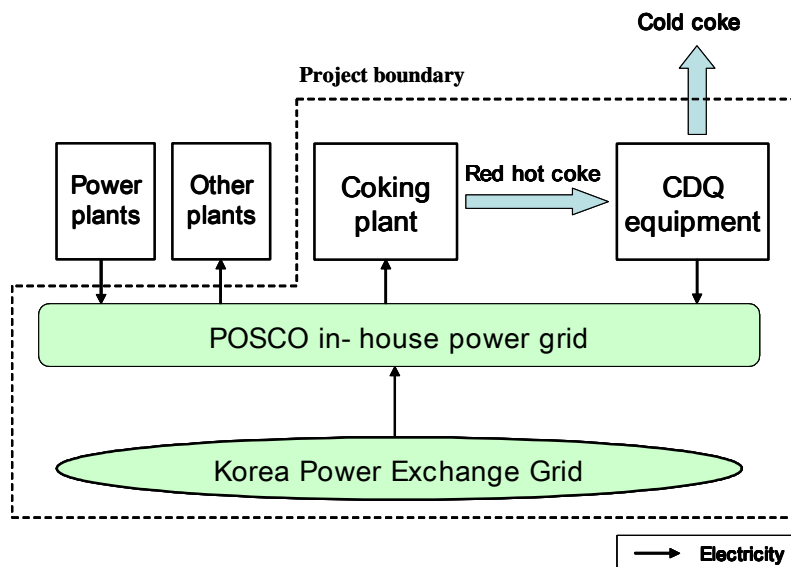 Cold coke
Project boundary
Power
plants
Other
plants
Coking
plant
Red hot coke
CDQ
equipment
POSCO in- house power grid
Korea Power Exchange Grid
Electricity